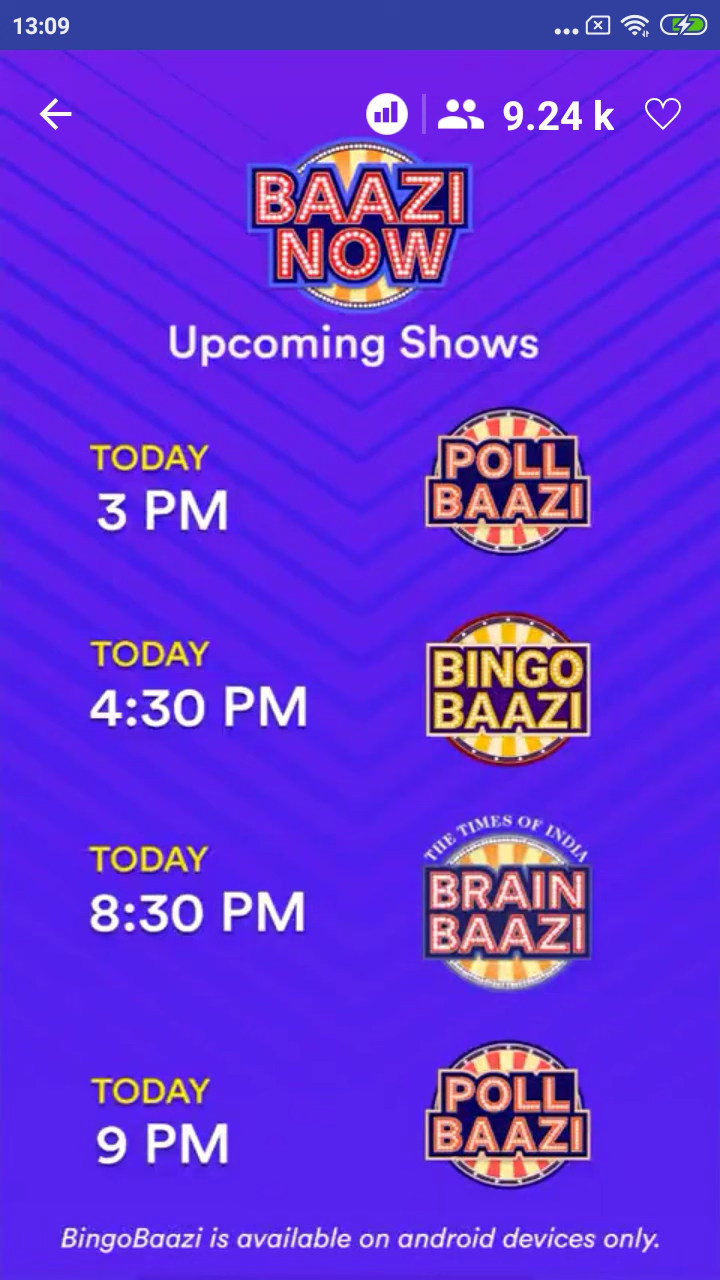 13:09
9.24 k
BAAZI
NOW
Upcoming Shows
TODAY
3 PM
POLL
BAAZI
TODAY
4:30 PM
BINGO
BAAZI
THE TIMES OF INDIA
TODAY
8:30 PM
BRAIN
BAAZI
TODAY
9 PM
POLL
BAAZI
BingoBaazi is available on android devices only.